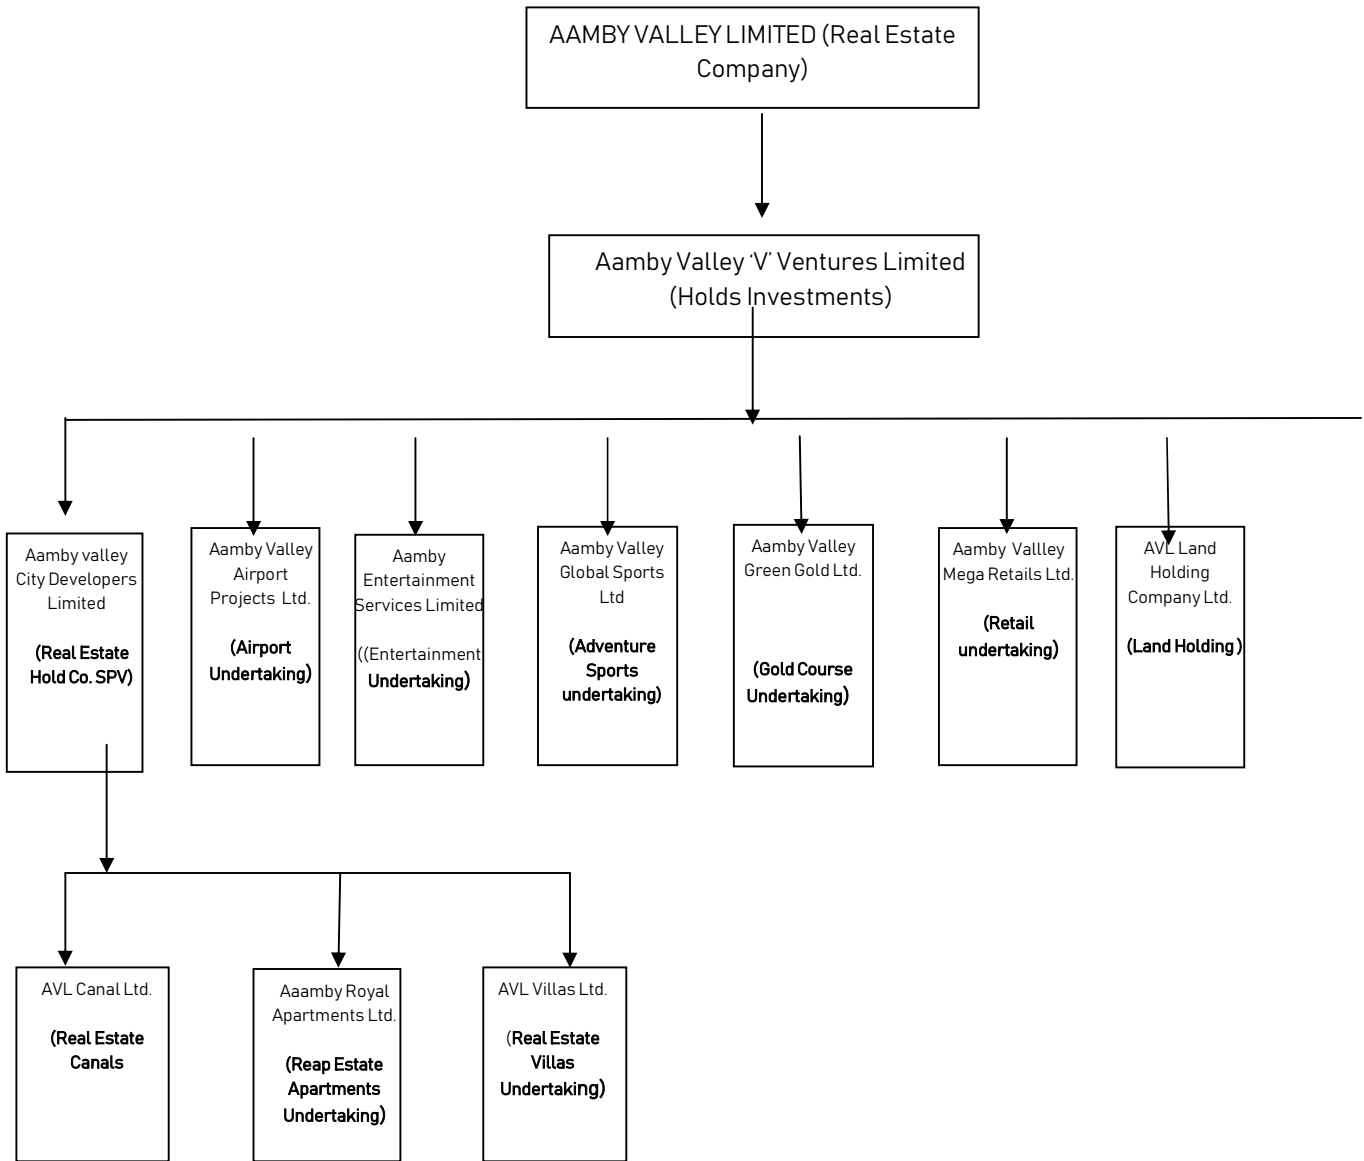 AAMBY VALLEY LIMITED (Real Estate
Company)
Aamby Valley ‘V’ Ventures Limited
(Holds Investments)
Aamby valley
City Developers
Limited
(Real Estate
Hold Co. SPV)
Aamby Valley
Airport
Projects Ltd.
(Airport
Undertaking)
Aamby
Entertainment
Services Limited
((Entertainment
Undertaking)
Aamby Valley
Global Sports
Ltd
(Adventure
Sports
undertaking)
Aamby Valley
Green Gold Ltd.
(Gold Course
Undertaking)
Aamby Vallley
Mega Retails Ltd.
(Retail
undertaking)
AVL Land
Holding
Company Ltd.
(Land Holding)
AVL Canal Ltd.
(Real Estate
Canals
Aaamby Royal
Apartments Ltd.
(Reap Estate
Apartments
Undertaking)
AVL Villas Ltd.
(Real Estate
Villas
Undertaking)